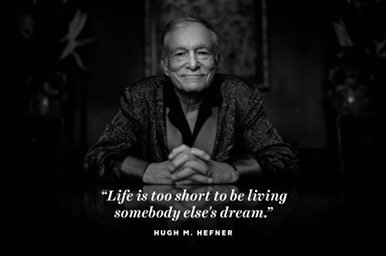 “Life is too short to be living
somebody else's dream.”
HUGH M. HEFNER